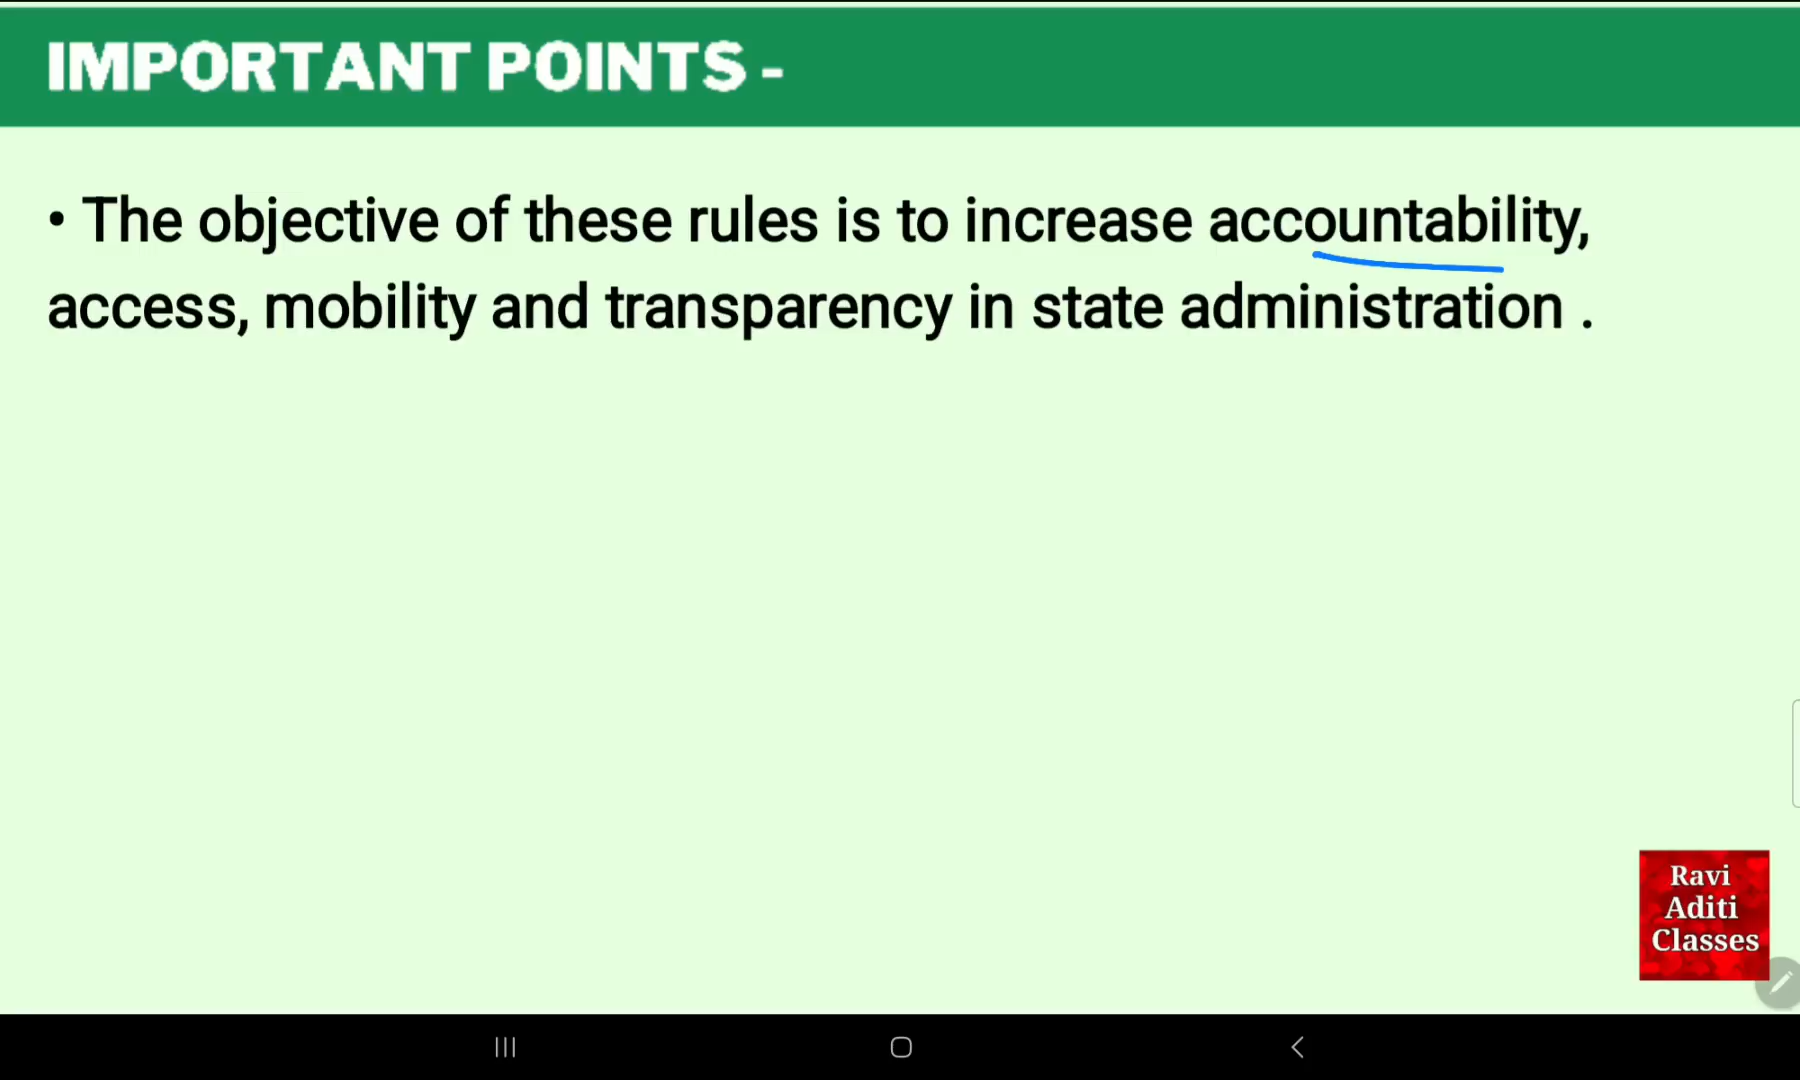 IMPORTANT POINTS -
• The objective of these rules is to increase accountability,
access, mobility and transparency in state administration .
Ravi
Aditi
Classes